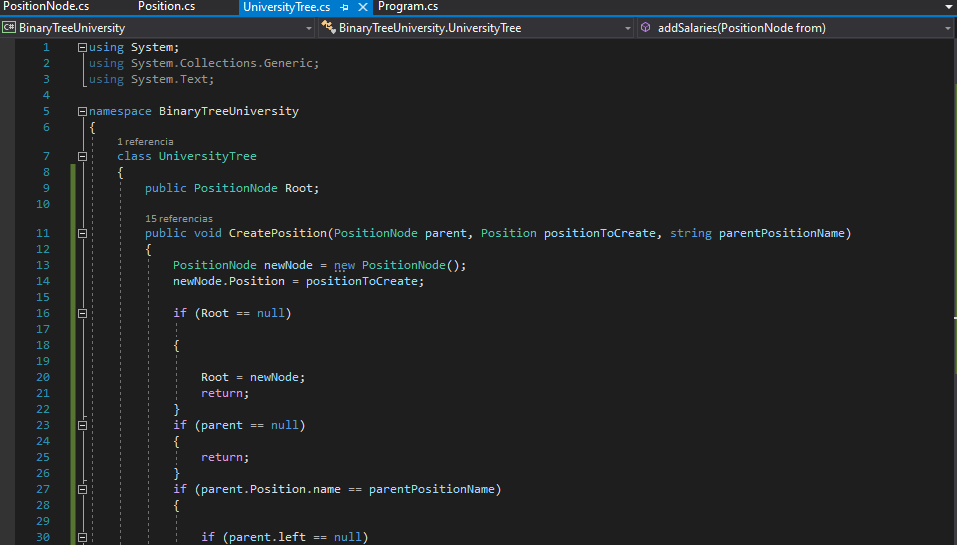 PositionNode.cs Position.cs UniversityTree.cs Program.cs
C# BinaryTreeUniversity BinaryTreeUniversity.UniversityTree addSalaries(PositionNode from)
1 using System;
2 using System.Collections.Generic;
3 using System.Text;
4
5 namespace BinaryTreeUniversity
6 {
1 referencia
7 class UniversityTree
8 {
9 public PositionNode Root;
10
15 referencias
11 public void CreatePosition(PositionNode parent, Position positionToCreate, string parentPositionName)
12 {
13 PositionNode newNode = new PositionNode();
14 newNode.Position = positionToCreate;
15
16 if (Root == null)
17
18 {
19
20 Root = newNode;
21 return;
22 }
23 if (parent == null)
24 {
25 return;
26 }
27 if (parent.Position.name == parentPositionName)
28 {
29
30 if (parent.left == null)